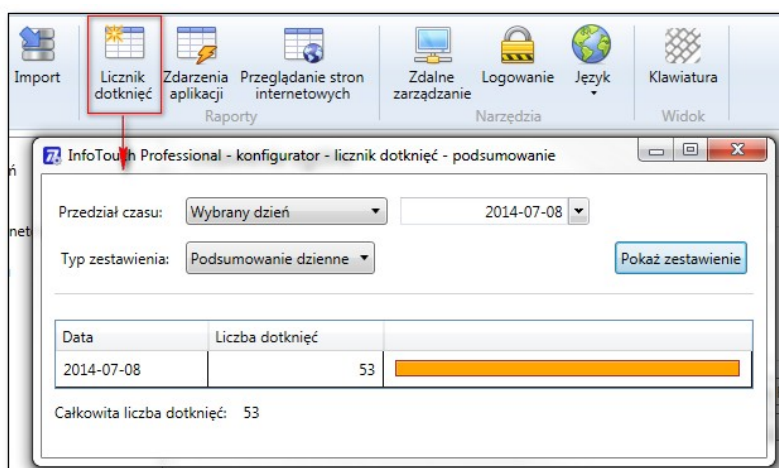 Import
Licznik
dotknięć
Zdarzenia
aplikacji
Przeglądanie stron
internetowych
Zdalne
zarządzanie
Logowanie
Język
Klawiatura
Raporty
Narzędzia
Widok
InfoTouch Professional - konfigurator - licznik dotknięć - podsumowanie
Przedział czasu: Wybrany dzień 2014-07-08
Typ zestawienia: Podsumowanie dzienne Pokaż zestawienie
Data Liczba dotknięć
2014-07-08 53
Całkowita liczba dotknięć: 53